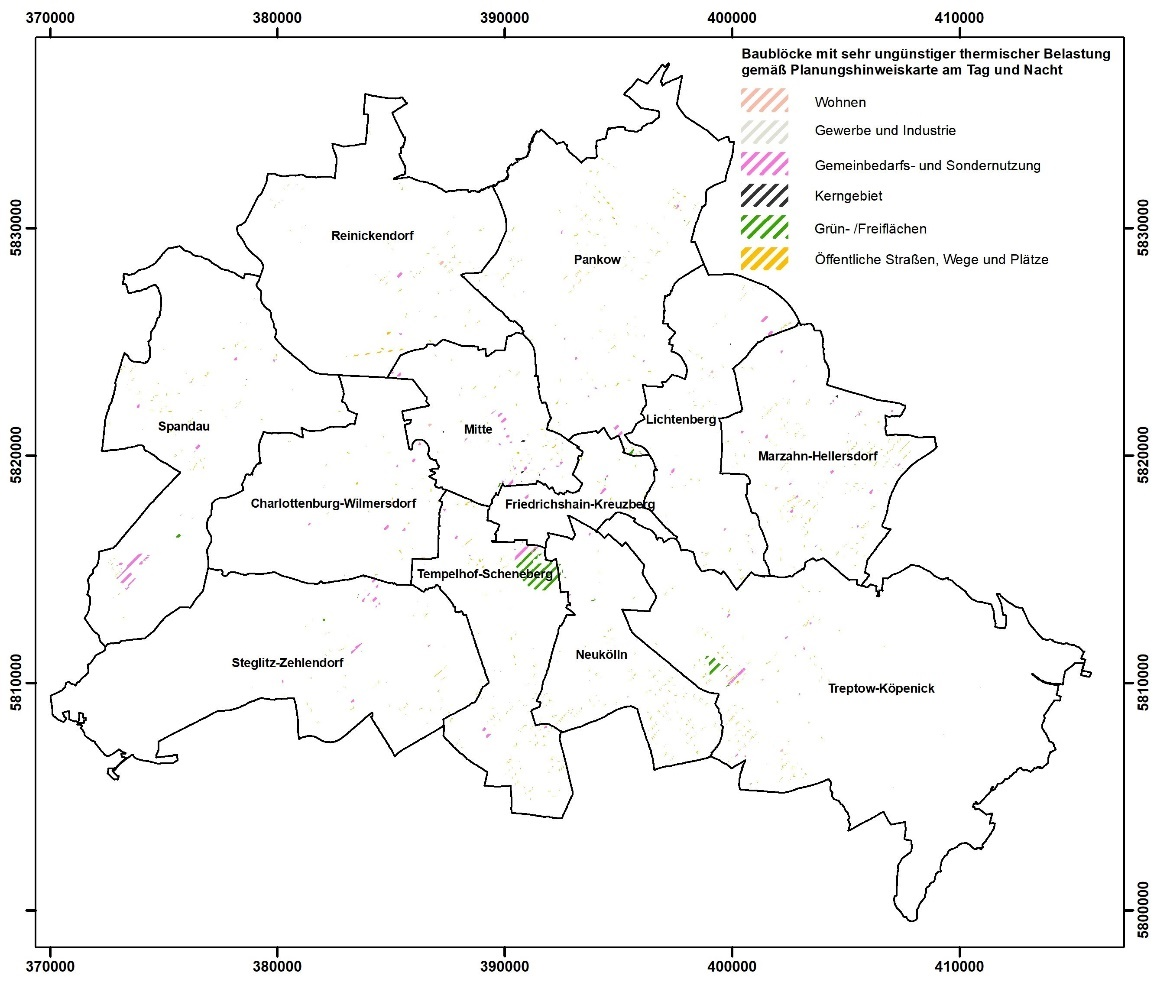 370000 380000 390000 400000 410000
Baublöcke mit sehr ungünstiger thermischer Belastung
gemäß Planungshinweiskarte am Tag und Nacht
Wohnen
Gewerbe und Industrie
Gemeinbedarfs- und Sondernutzung
Kerngebiet
Grün- /Freiflächen
Öffentliche Straßen, Wege und Plätze
5830000
5830000
Reinickendorf
Pankow
Lichtenberg
Spandau
Mitte
Marzahn-Hellersdorf
5820000
5820000
Charlottenburg-Wilmersdorf
Friedrichshain-Kreuzberg
Tempelhof-Scheneberg
Neukölln
Steglitz-Zehlendorf
Treptow-Köpenick
5810000
5810000
5800000
370000 380000 390000 400000 410000